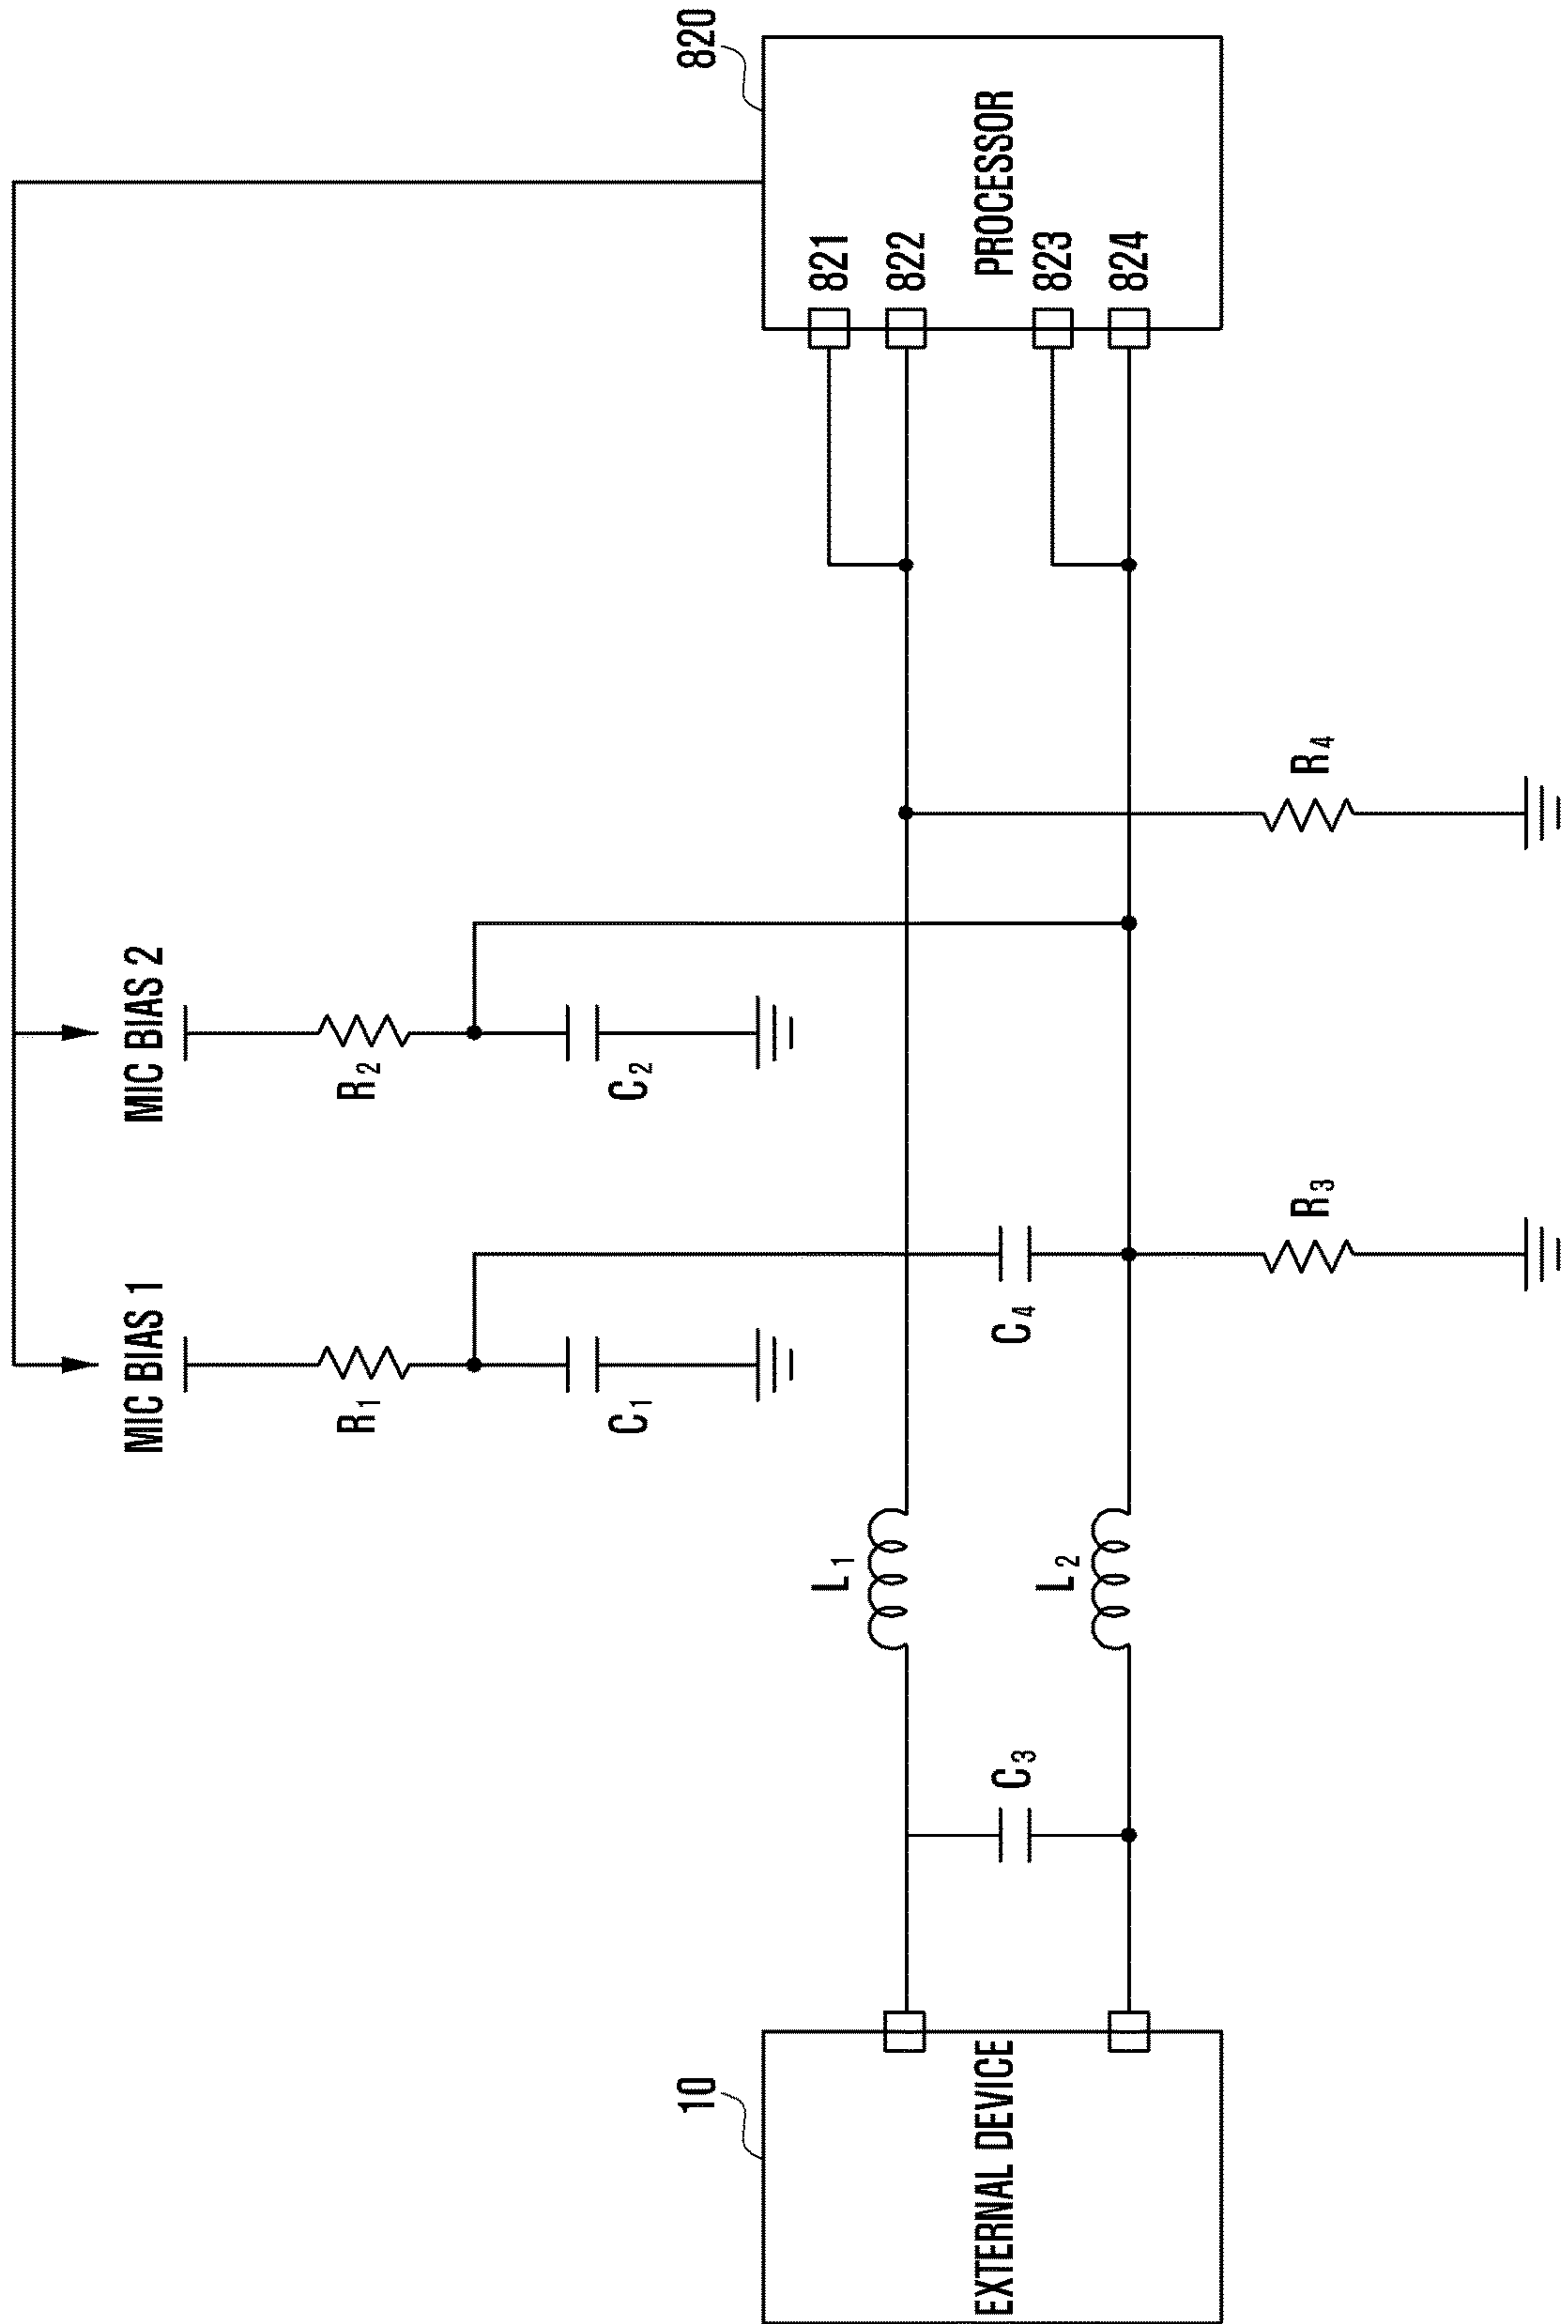 820
PROCESSOR
821
822
823
824
MIC BIAS 2
MIC BIAS 1
R2
C2
R1
C1
R4
R3
C4
L1
L2
C3
10
EXTERNAL DEVICE